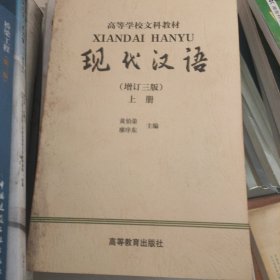 高等学校文科教材
XIANDAI HANYU
现代汉语
(增订三版)
上册
黄伯荣
廖序东
主编
高等教育出版社